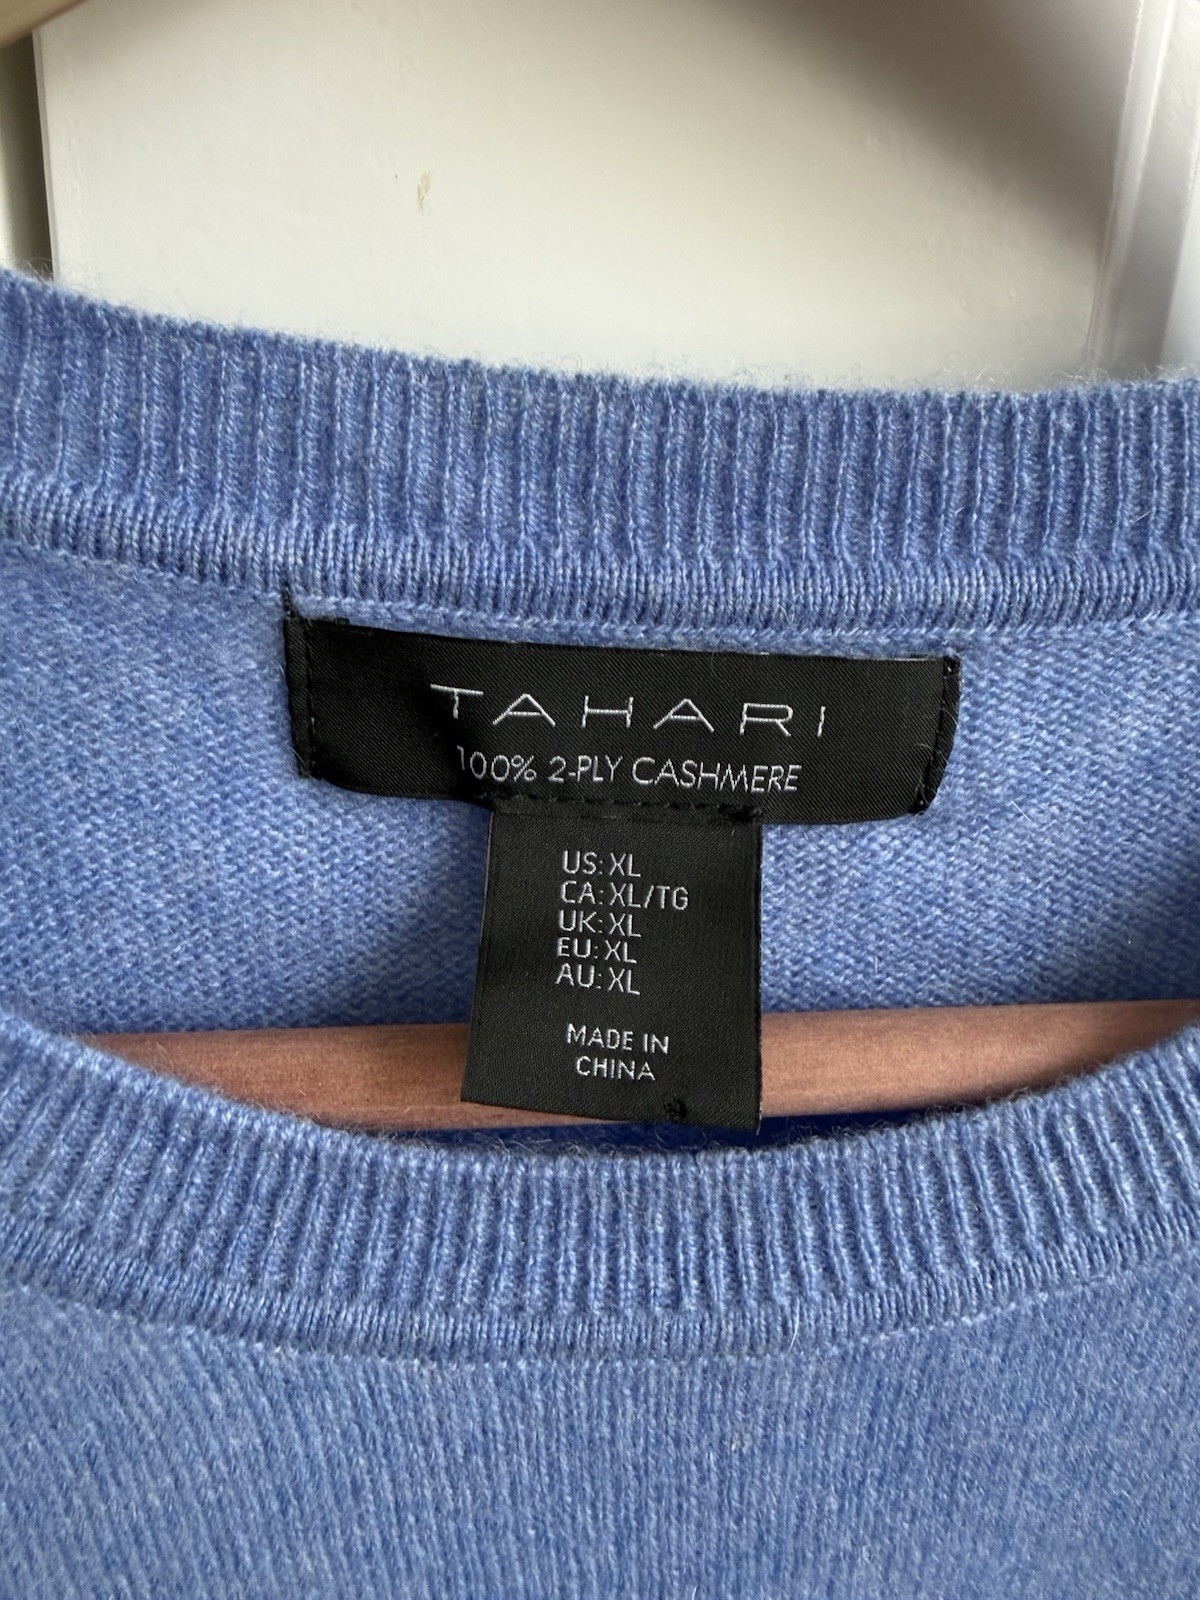 TAHARI
100% 2-PLY CASHMERE
US: XL
CA: XL/TG
UK: XL
EU: XL
AU: XL
MADE IN
CHINA